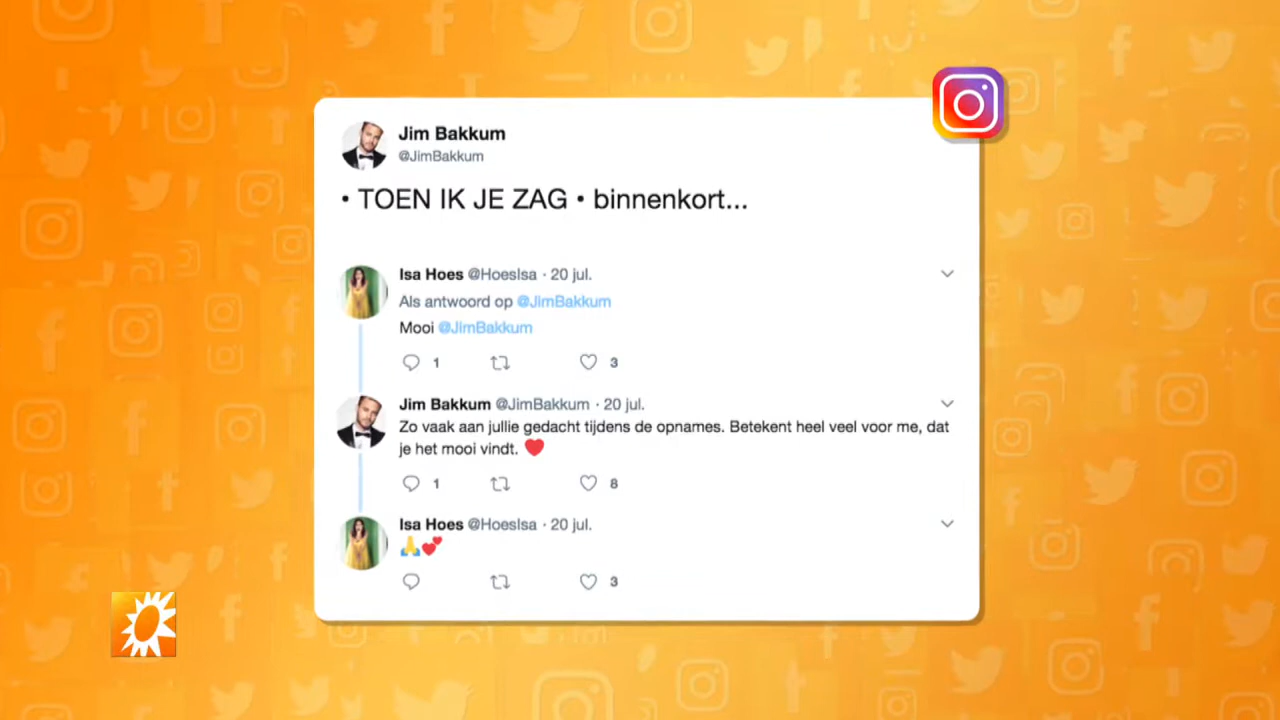 Jim Bakkum
@JimBakkum
• TOEN IK JE ZAG • binnenkort...
Isa Hoes @HoesIsa · 20 jul.
Als antwoord op @JimBakkum
Mooi @JimBakkum
1 3
Jim Bakkum @JimBakkum · 20 jul.
Zo vaak aan jullie gedacht tijdens de opnames. Betekent heel veel voor me, dat
je het mooi vindt. ❤️
1 8
Isa Hoes @HoesIsa · 20 jul.
🙏💕
3